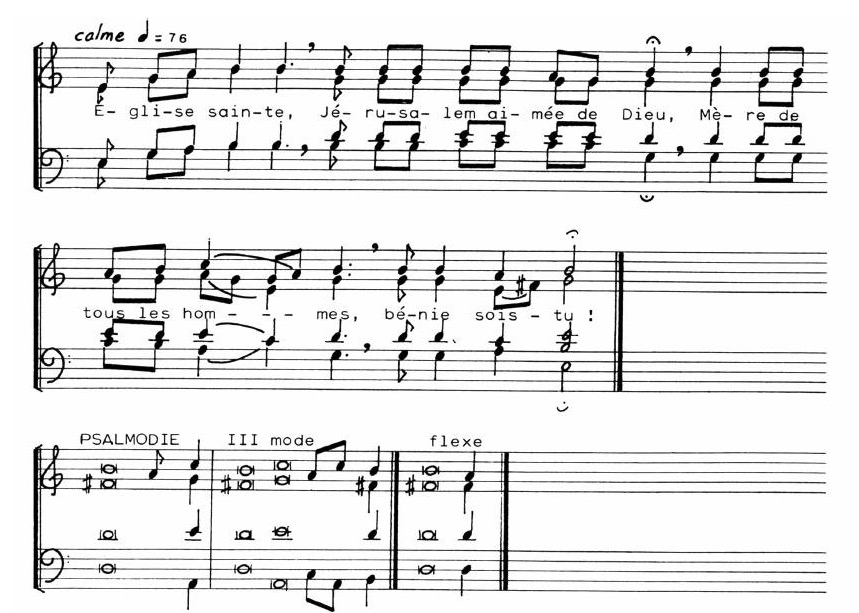 calme 𝅗𝅥 = 76
E- gli-se sain-te, Jé- ru-sa- lem ai-mée de Dieu, Mè- re de
tous les hom - - - mes, bé-nie sois - tu !
PSALMODIE III mode flexe